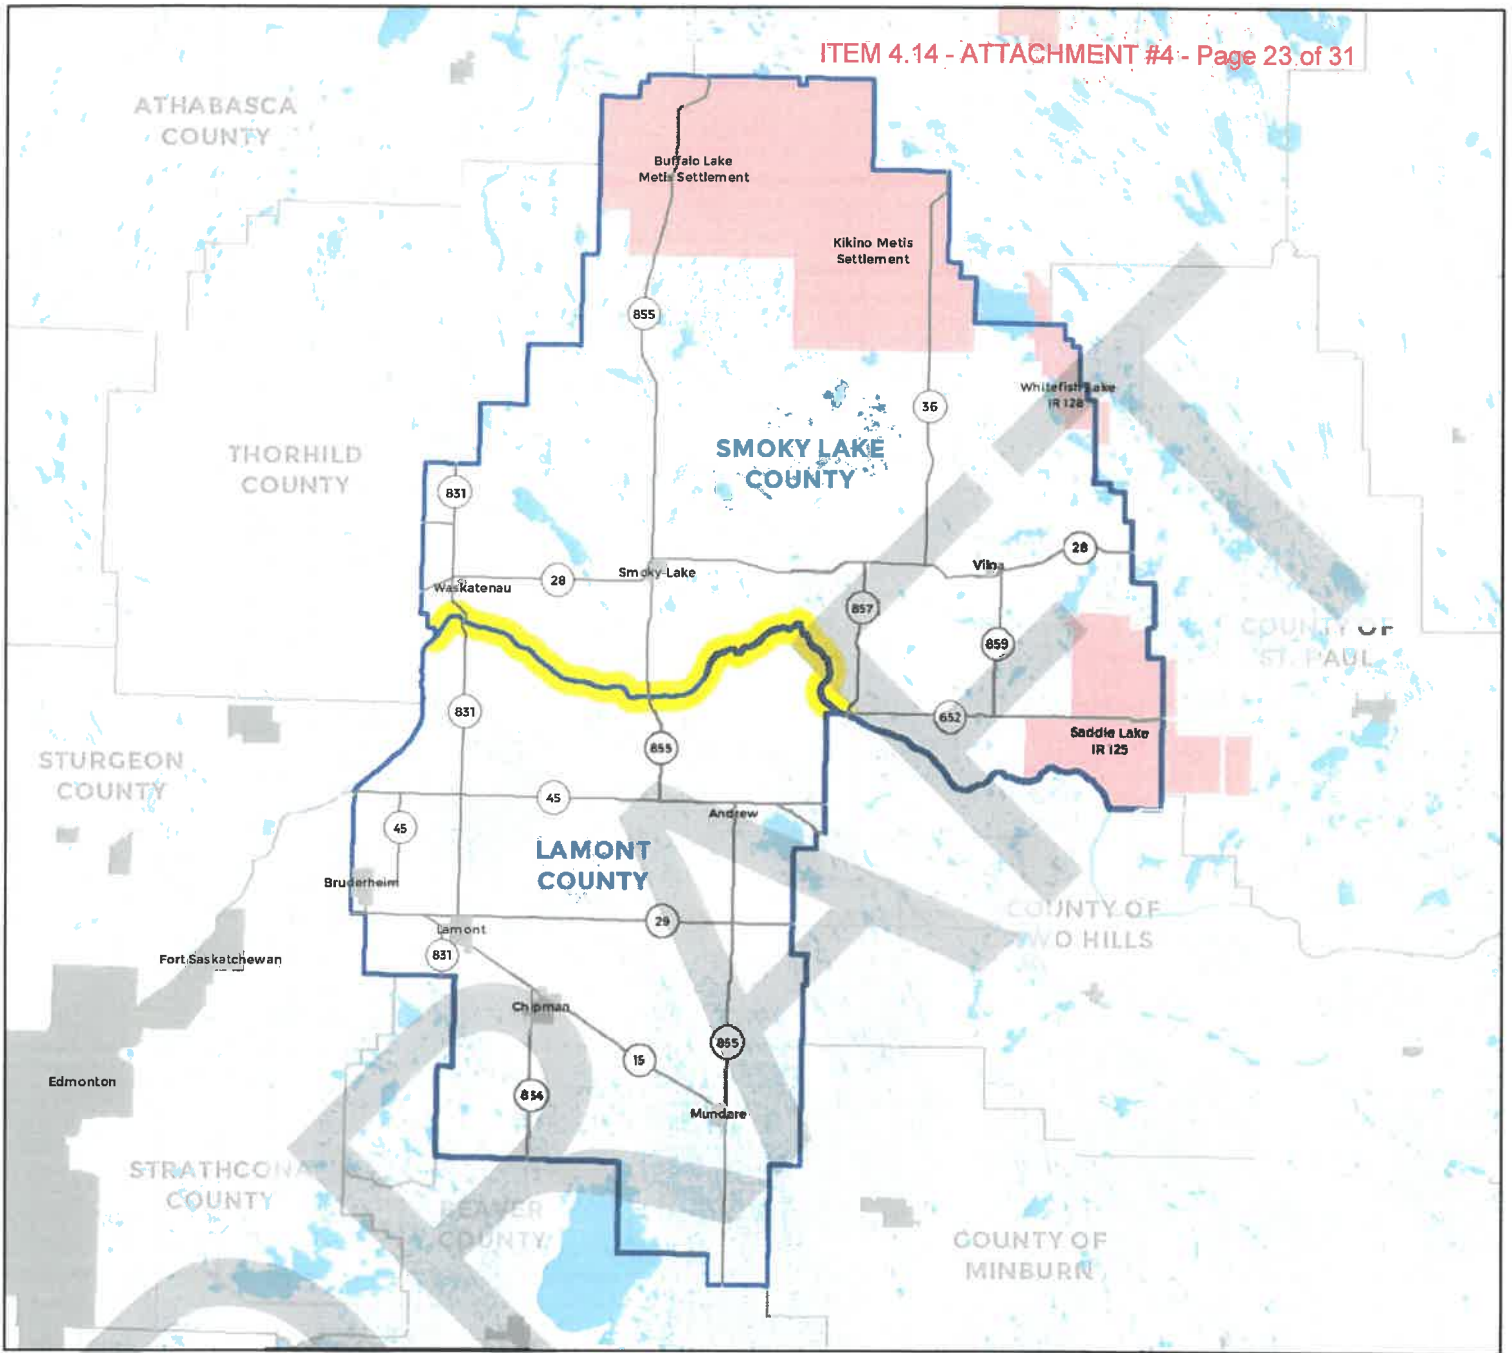 ITEM 4.14 - ATTACHMENT #4 - Page 23 of 31
ATHABASCA
COUNTY
Buffalo Lake
Metis Settlement
Kikino Metis
Settlement
855
Whitefish Lake
IR 128
36
SMOKY LAKE
COUNTY
THORHILD
COUNTY
831
28
Vilna
Smoky Lake
28
Waskatenau
857
COUNTY OF
ST. PAUL
859
831
652
Saddle Lake
IR 125
855
STURGEON
COUNTY
45
Andrew
45
LAMONT
COUNTY
Bruderheim
29
COUNTY OF
TWO HILLS
Lamont
831
Fort Saskatchewan
Chipman
855
15
Edmonton
834
Mundare
STRATHCONA
COUNTY
BEAVER
COUNTY
COUNTY OF
MINBURN
DRAFT